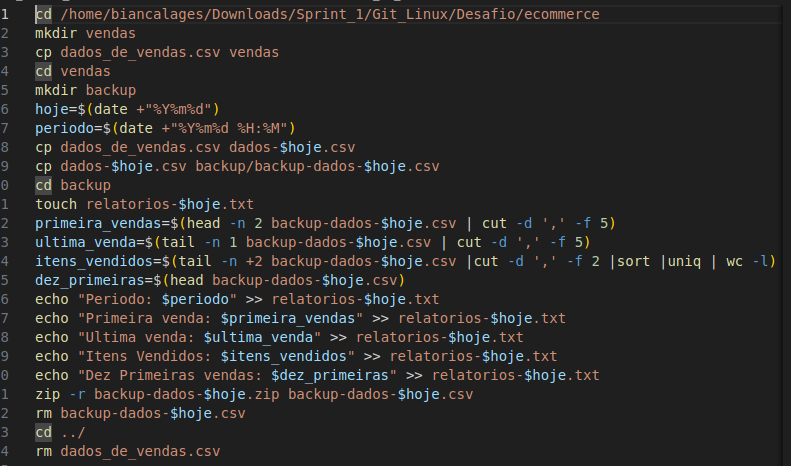 1 cd /home/biancalages/Downloads/Sprint_1/Git_Linux/Desafio/ecommerce
2 mkdir vendas
3 cp dados_de_vendas.csv vendas
4 cd vendas
5 mkdir backup
6 hoje=$(date +"%Y%m%d")
7 periodo=$(date +"%Y%m%d %H:%M")
8 cp dados_de_vendas.csv dados-$hoje.csv
9 cp dados-$hoje.csv backup/backup-dados-$hoje.csv
0 cd backup
1 touch relatorios-$hoje.txt
2 primeira_vendas=$(head -n 2 backup-dados-$hoje.csv | cut -d ',' -f 5)
3 ultima_venda=$(tail -n 1 backup-dados-$hoje.csv | cut -d ',' -f 5)
4 itens_vendidos=$(tail -n +2 backup-dados-$hoje.csv |cut -d ',' -f 2 |sort |uniq | wc -l)
5 dez_primeiras=$(head backup-dados-$hoje.csv)
6 echo "Periodo: $periodo" >> relatorios-$hoje.txt
7 echo "Primeira venda: $primeira_vendas" >> relatorios-$hoje.txt
8 echo "Ultima venda: $ultima_venda" >> relatorios-$hoje.txt
9 echo "Itens Vendidos: $itens_vendidos" >> relatorios-$hoje.txt
0 echo "Dez Primeiras vendas: $dez_primeiras" >> relatorios-$hoje.txt
1 zip -r backup-dados-$hoje.zip backup-dados-$hoje.csv
2 rm backup-dados-$hoje.csv
3 cd ../
4 rm dados_de_vendas.csv